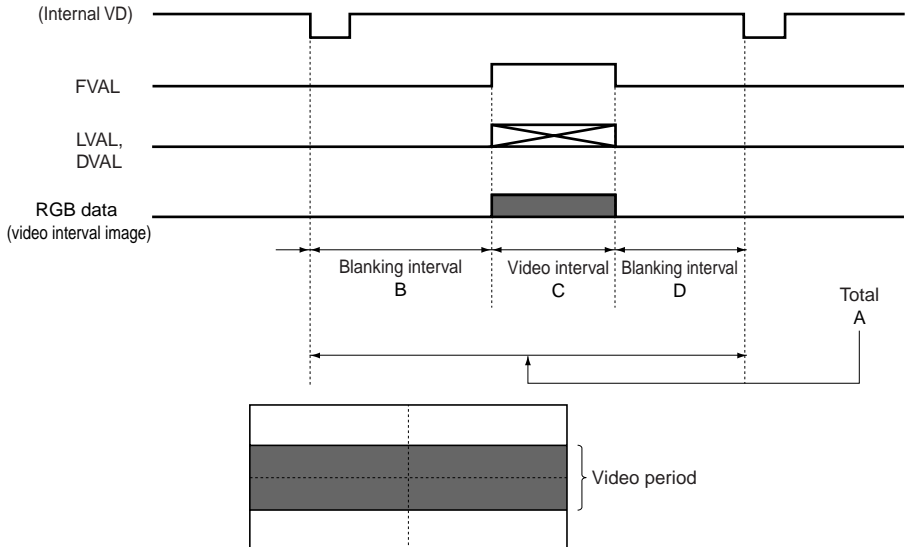 (Internal VD)
FVAL
LVAL,
DVAL
RGB data
(video interval image)
Blanking interval
B
Video interval
C
Blanking interval
D
Total
A
Video period